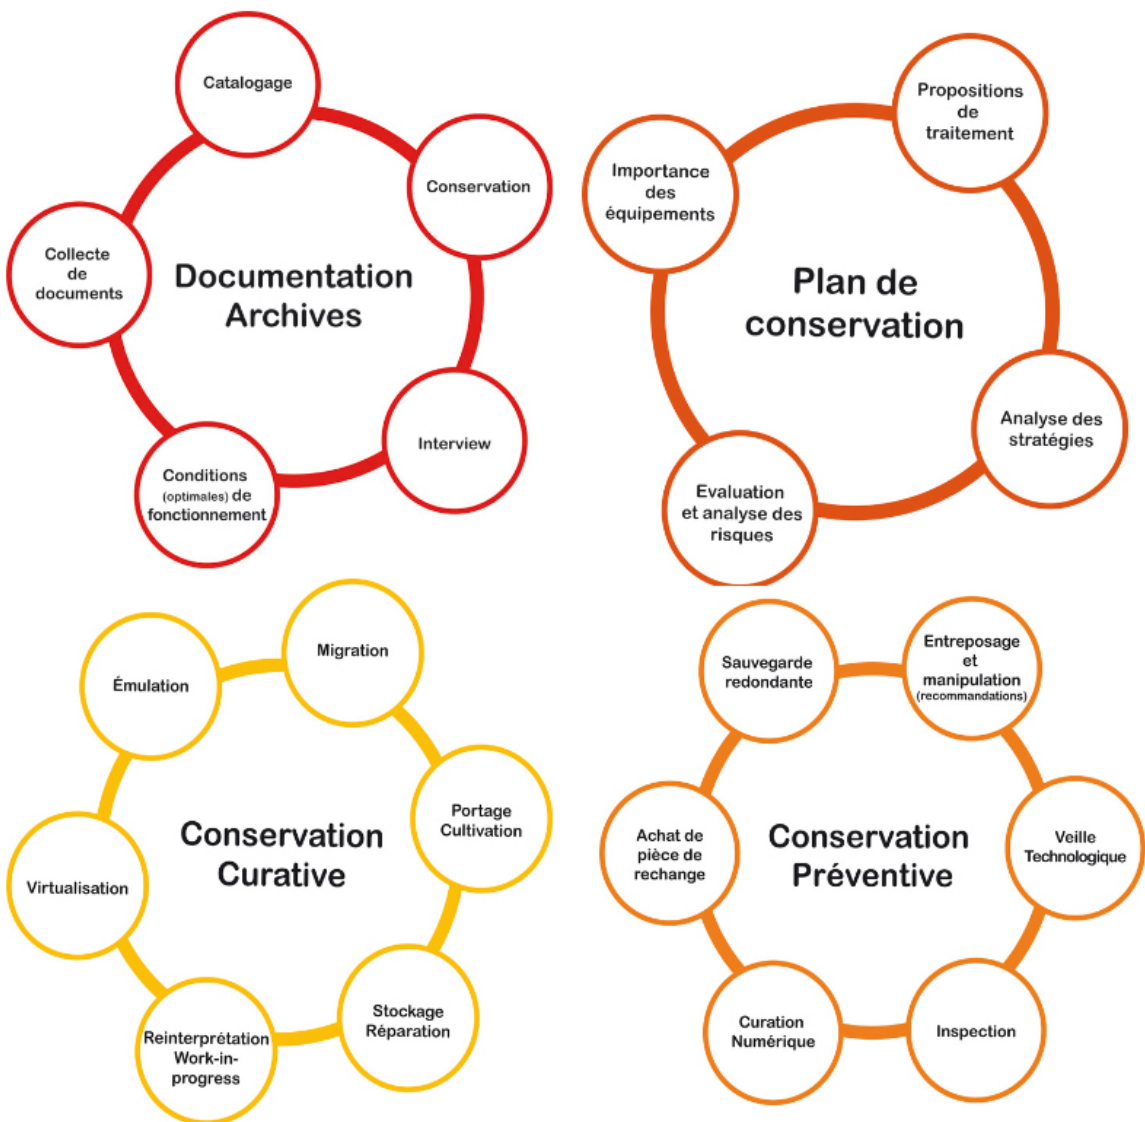 Catalogage
Conservation
Collecte
de
documents
Documentation
Archives
Interview
Conditions
(optimales) de
fonctionnement
Propositions
de
traitement
Importance
des
équipements
Plan de
conservation
Analyse des
stratégies
Evaluation
et analyse des
risques
Migration
Émulation
Portage
Cultivation
Conservation
Curative
Virtualisation
Stockage
Réparation
Reinterprétation
Work-in-
progress
Sauvegarde
redondante
Entreposage
et
manipulation
(recommandations)
Achat de
pièce de
rechange
Conservation
Préventive
Veille
Technologique
Curation
Numérique
Inspection